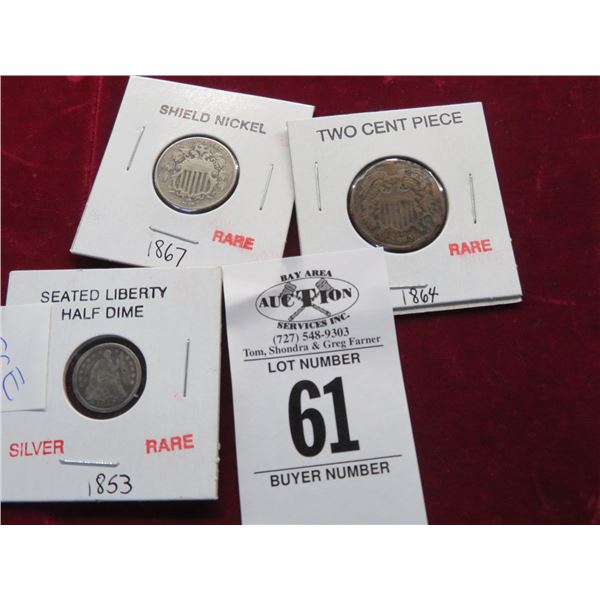 SHIELD NICKEL
1867
RARE
TWO CENT PIECE
RARE
1864
SEATED LIBERTY
HALF DIME
SILVER
RARE
1853
BAY AREA
AUCTION
SERVICES INC.
(727) 548-9303
Tom, Shondra & Greg Farner
LOT NUMBER
61
BUYER NUMBER